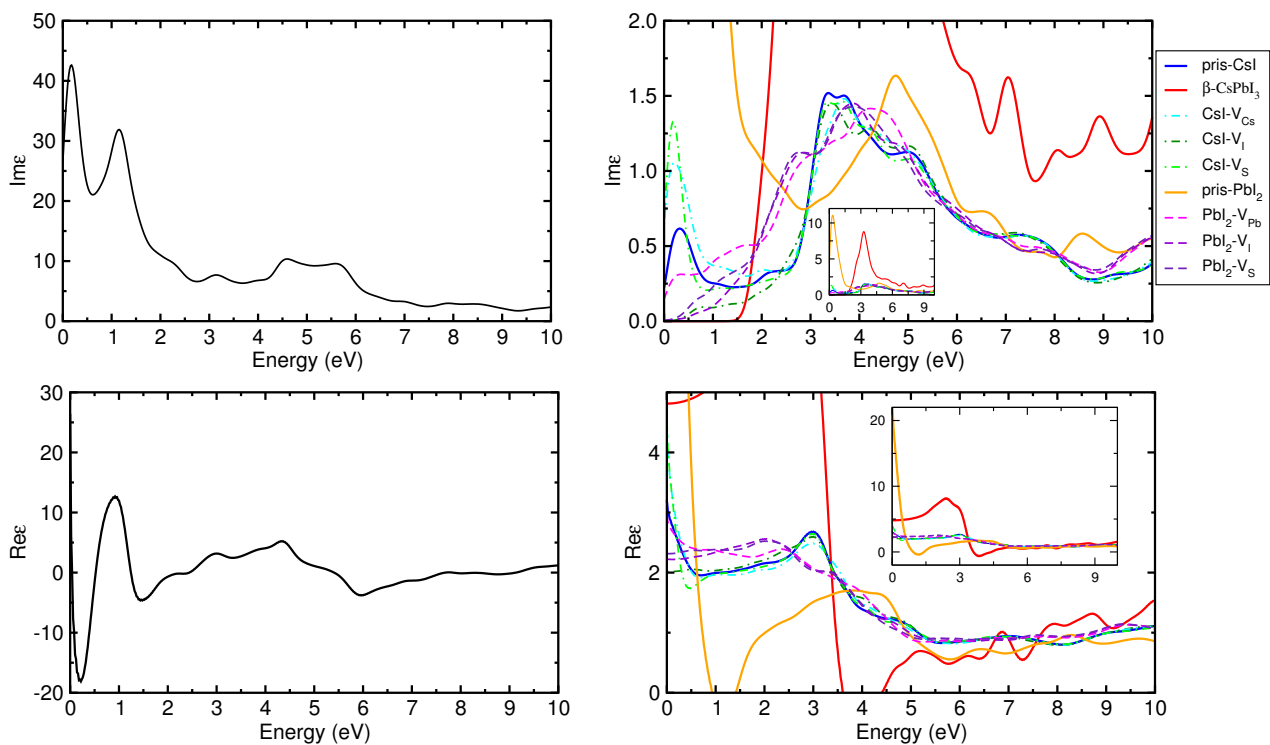 50
40
30
20
10
0
Imε
0 1 2 3 4 5 6 7 8 9 10
Energy (eV)
2.0
1.5
1.0
0.5
0.0
Imε
0 1 2 3 4 5 6 7 8 9 10
Energy (eV)
10
7.5
5
2.5
0
0 3 6 9
pris-CsI
β-CsPbI3
CsI-VCs
CsI-VI
CsI-VS
pris-PbI2
PbI2-VPb
PbI2-VI
PbI2-VS
30
20
10
0
-10
-20
Reε
0 1 2 3 4 5 6 7 8 9 10
Energy (eV)
4
2
0
Reε
0 1 2 3 4 5 6 7 8 9 10
Energy (eV)
20
10
0
0 3 6 9